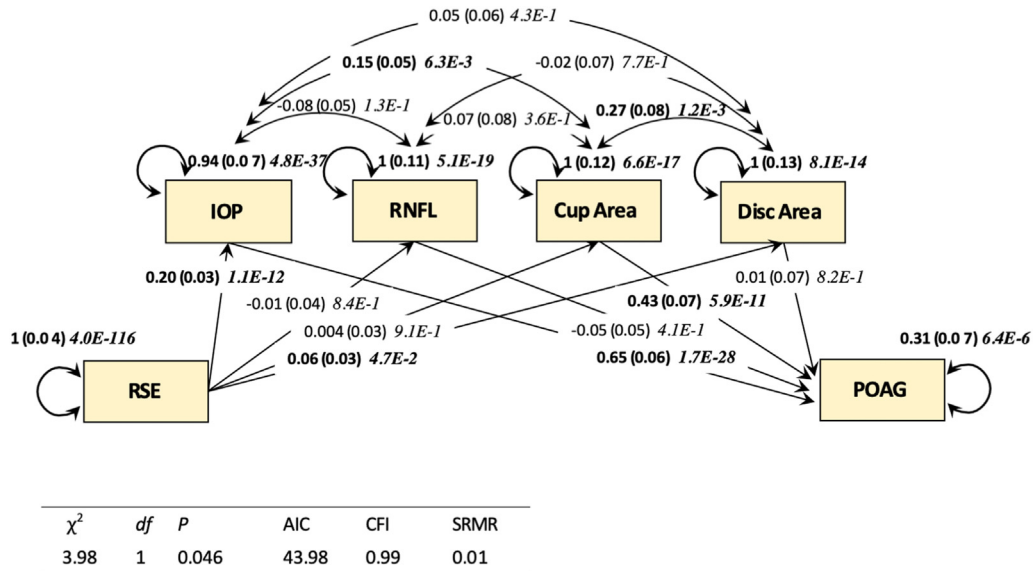 0.05 (0.06) 4.3E-1
0.15 (0.05) 6.3E-3
-0.02 (0.07) 7.7E-1
-0.08 (0.05) 1.3E-1
0.07 (0.08) 3.6E-1
0.27 (0.08) 1.2E-3
0.94 (0.0 7) 4.8E-37
1 (0.11) 5.1E-19
1 (0.12) 6.6E-17
1 (0.13) 8.1E-14
IOP
RNFL
Cup Area
Disc Area
0.20 (0.03) 1.1E-12
0.01 (0.07) 8.2E-1
-0.01 (0.04) 8.4E-1
0.43 (0.07) 5.9E-11
0.004 (0.03) 9.1E-1
-0.05 (0.05) 4.1E-1
1 (0.0 4) 4.0E-116
0.31 (0.0 7) 6.4E-6
0.06 (0.03) 4.7E-2
0.65 (0.06) 1.7E-28
RSE
POAG
χ² df P AIC CFI SRMR
3.98 1 0.046 43.98 0.99 0.01